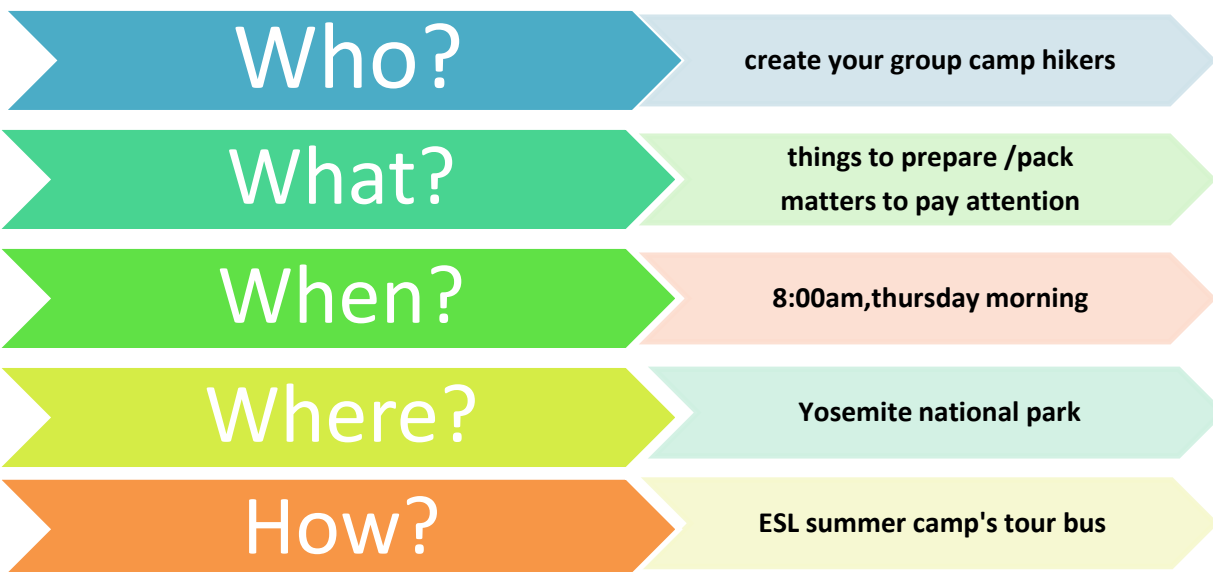 Who?
create your group camp hikers
What?
things to prepare /pack
matters to pay attention
When?
8:00am,thursday morning
Where?
Yosemite national park
How?
ESL summer camp's tour bus